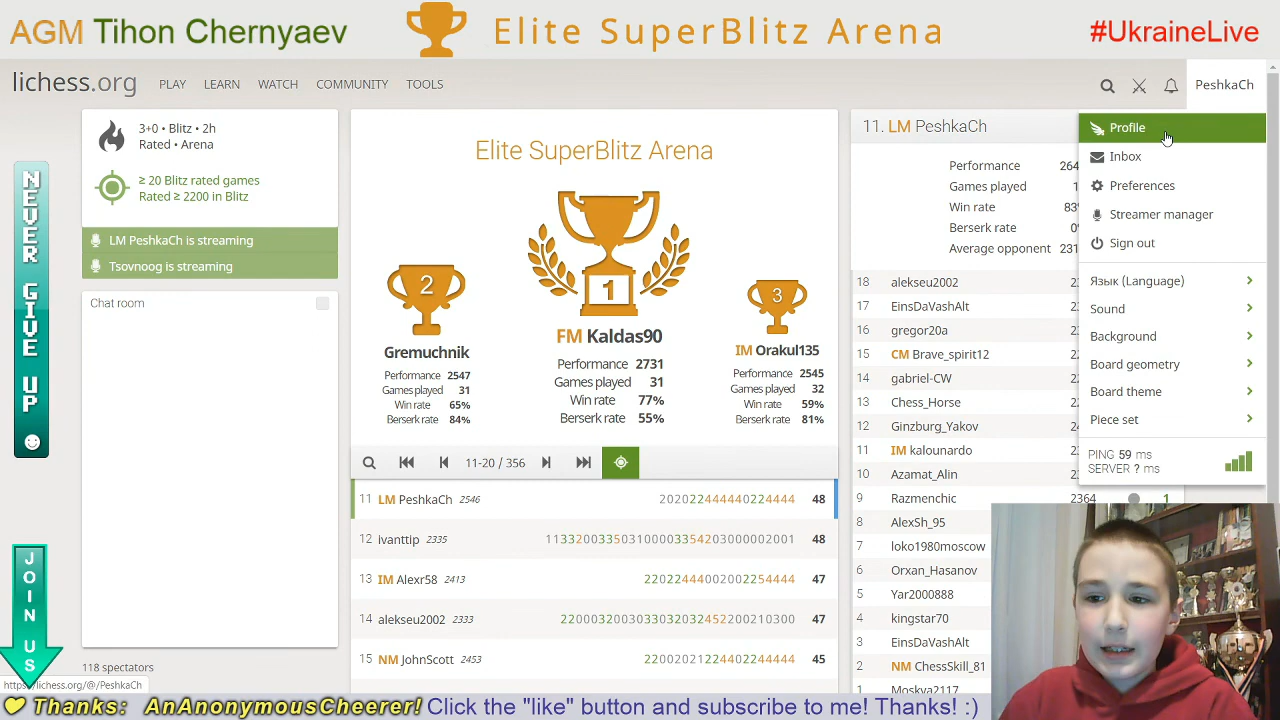 AGM Tihon Chernyaev
Elite SuperBlitz Arena
#UkraineLive
lichess.org
PLAY LEARN WATCH COMMUNITY TOOLS
PeshkaCh
NEVER GIVE UP
JOIN US
3+0 • Blitz • 2h
Rated • Arena
≥ 20 Blitz rated games
Rated ≥ 2200 in Blitz
LM PeshkaCh is streaming
Tsovnoog is streaming
Chat room
118 spectators
https://lichess.org/@/PeshkaCh
Elite SuperBlitz Arena
2
1
3
Gremuchnik
Performance 2547
Games played 31
Win rate 65%
Berserk rate 84%
FM Kaldas90
Performance 2731
Games played 31
Win rate 77%
Berserk rate 55%
IM Orakul135
Performance 2545
Games played 32
Win rate 59%
Berserk rate 81%
11-20 / 356
11 LM PeshkaCh 2546 2020224444402244444 48
12 ivanttip 2335 48
13 IM Alexr58 2413 47
14 alekseu2002 2333 47
15 NM JohnScott 2453 45
11. LM PeshkaCh
Performance
Games played
Win rate
Berserk rate
Average opponent
18 alekseu2002
17 EinsDaVashAlt
16 gregor20a
15 CM Brave_spirit12
14 gabriel-CW
13 Chess_Horse
12 Ginzburg_Yakov
11 IM kalounardo
10 Azamat_Alin
9 Razmenchic 2364 1
8 AlexSh_95
7 loko1980moscow
6 Orxan_Hasanov
5 Yar2000888
4 kingstar70
3 EinsDaVashAlt
2 NM ChessSkill_81
1 Moskva2117
Profile
Inbox
Preferences
Streamer manager
Sign out
Язык (Language)
Sound
Background
Board geometry
Board theme
Piece set
PING 59 ms
SERVER ? ms
Thanks: AnAnonymousCheerer! Click the "like" button and subscribe to me! Thanks! :)